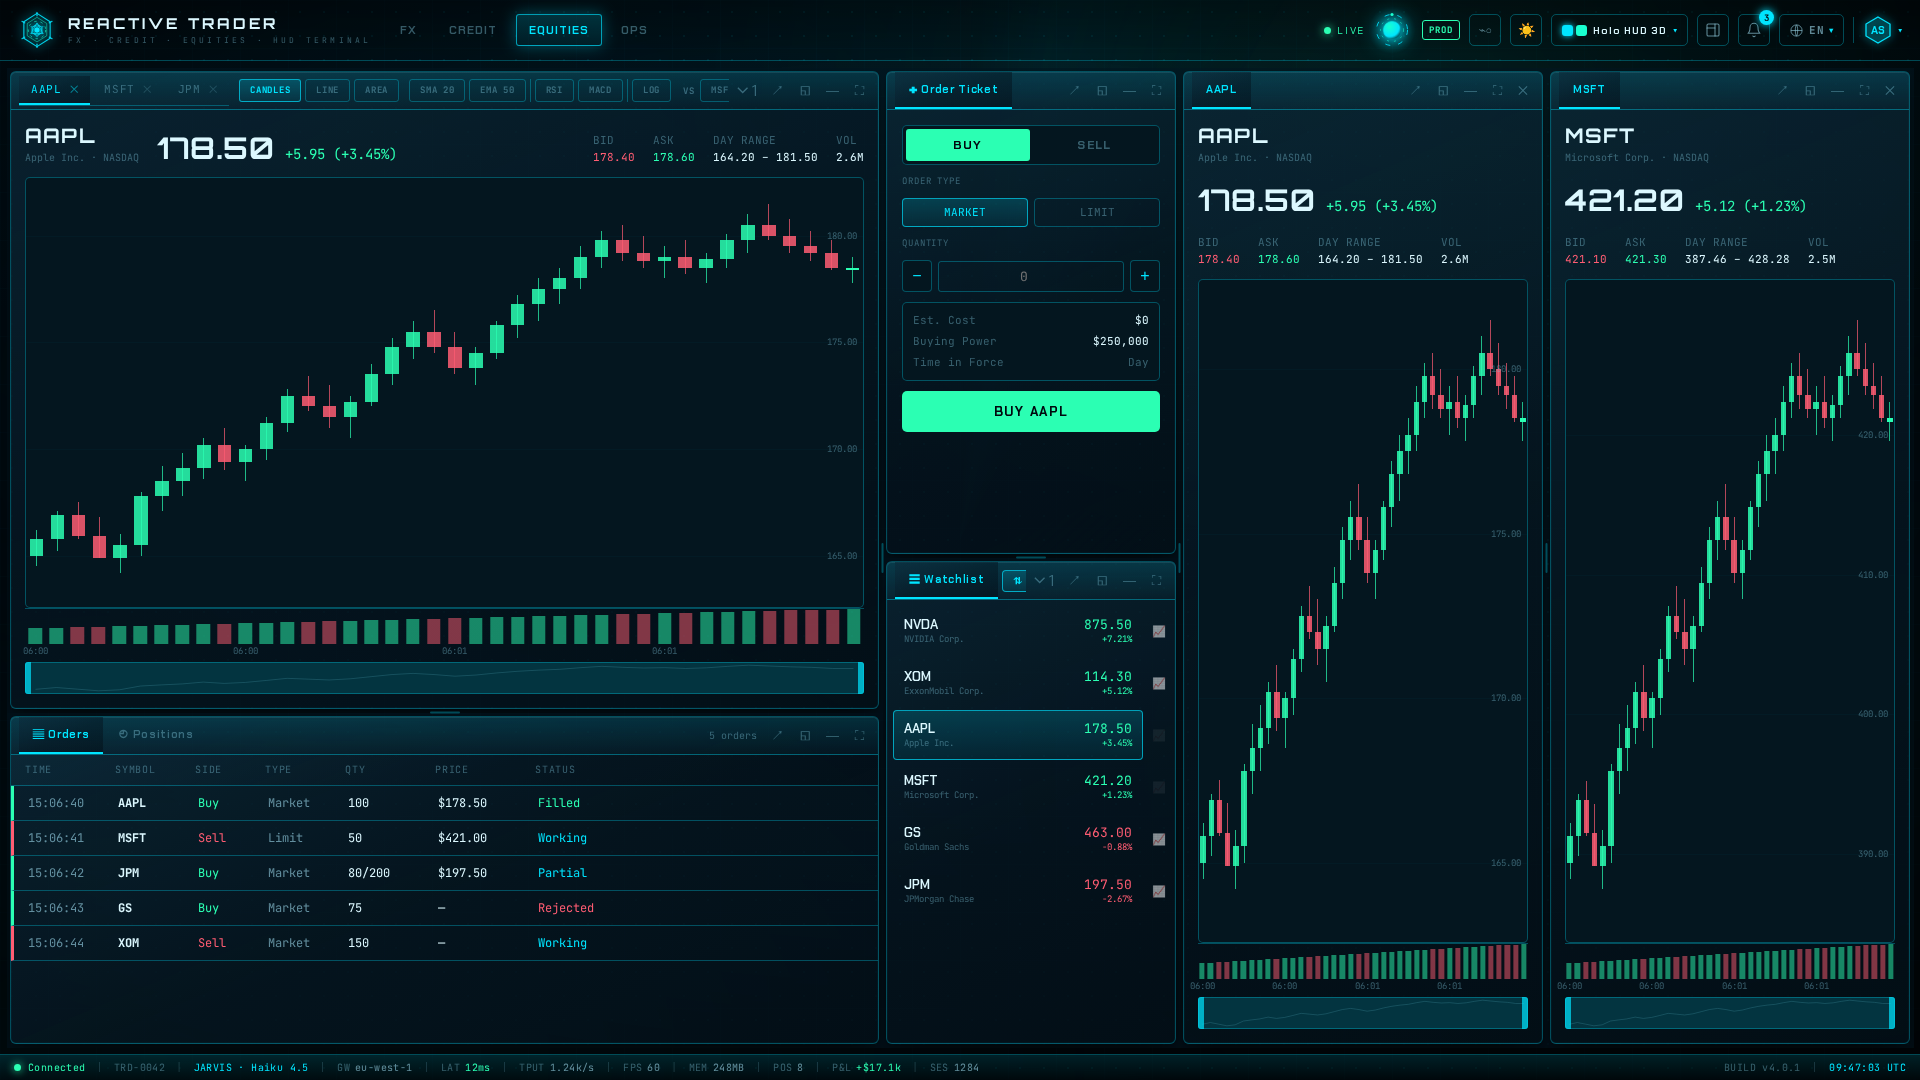 REACTIVE TRADER
FX · CREDIT · EQUITIES · HUD TERMINAL
FX CREDIT EQUITIES OPS
LIVE PROD Holo HUD 3D 3 EN AS
AAPL MSFT JPM CANDLES LINE AREA SMA 20 EMA 50 RSI MACD LOG VS MSF 1
AAPL
Apple Inc. · NASDAQ
178.50 +5.95 (+3.45%)
BID ASK DAY RANGE VOL
178.40 178.60 164.20 – 181.50 2.6M
180.00
175.00
170.00
165.00
06:00 06:00 06:01 06:01
Orders Positions 5 orders
TIME SYMBOL SIDE TYPE QTY PRICE STATUS
15:06:40 AAPL Buy Market 100 $178.50 Filled
15:06:41 MSFT Sell Limit 50 $421.00 Working
15:06:42 JPM Buy Market 80/200 $197.50 Partial
15:06:43 GS Buy Market 75 — Rejected
15:06:44 XOM Sell Market 150 — Working
Order Ticket
BUY SELL
ORDER TYPE
MARKET LIMIT
QUANTITY
− 0 +
Est. Cost $0
Buying Power $250,000
Time in Force Day
BUY AAPL
Watchlist 1
NVDA 875.50
NVIDIA Corp. +7.21%
XOM 114.30
ExxonMobil Corp. +5.12%
AAPL 178.50
Apple Inc. +3.45%
MSFT 421.20
Microsoft Corp. +1.23%
GS 463.00
Goldman Sachs -0.88%
JPM 197.50
JPMorgan Chase -2.67%
AAPL
AAPL
Apple Inc. · NASDAQ
178.50 +5.95 (+3.45%)
BID ASK DAY RANGE VOL
178.40 178.60 164.20 – 181.50 2.6M
180.00
175.00
170.00
165.00
06:00 06:00 06:01 06:01
MSFT
MSFT
Microsoft Corp. · NASDAQ
421.20 +5.12 (+1.23%)
BID ASK DAY RANGE VOL
421.10 421.30 387.46 – 428.28 2.5M
420.00
410.00
400.00
390.00
06:00 06:00 06:01 06:01
Connected TRD-0042 JARVIS · Haiku 4.5 GW eu-west-1 LAT 12ms TPUT 1.24k/s FPS 60 MEM 248MB POS 8 P&L +$17.1k SES 1284 BUILD v4.0.1 09:47:03 UTC